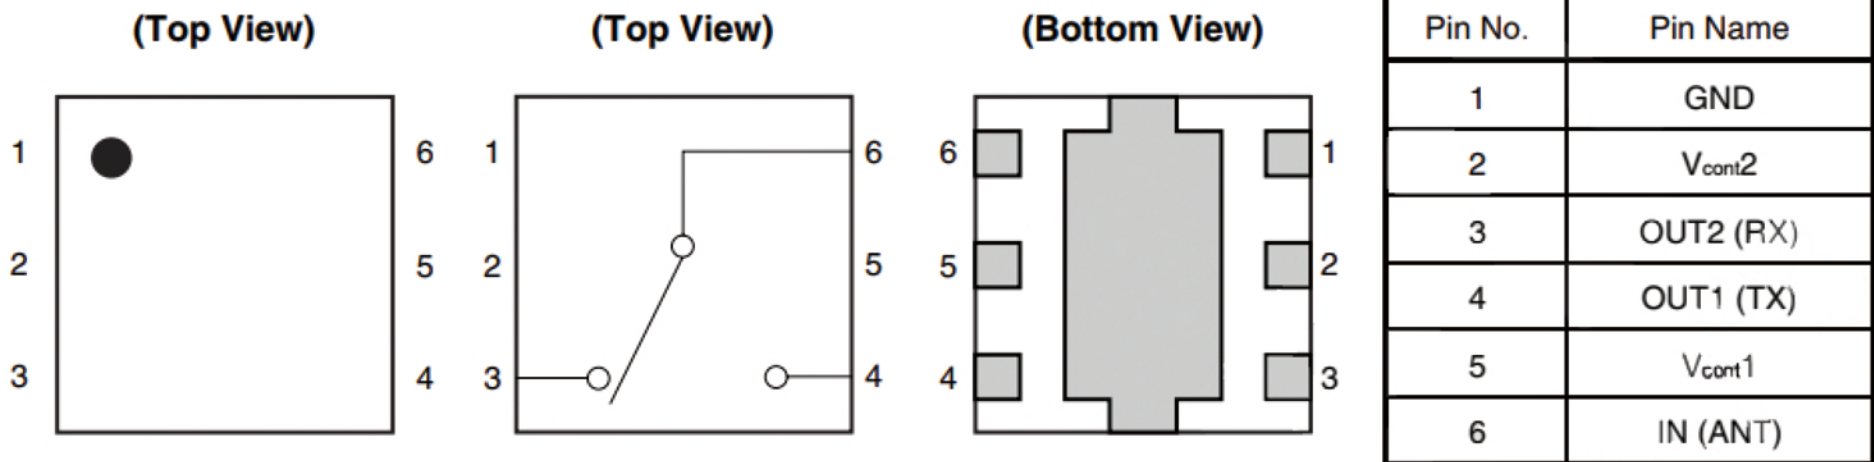 (Top View)
1
2
3
6
5
4
(Top View)
1
2
3
6
5
4
(Bottom View)
6
5
4
1
2
3
Pin No. Pin Name
1 GND
2 Vcont2
3 OUT2 (RX)
4 OUT1 (TX)
5 Vcont1
6 IN (ANT)